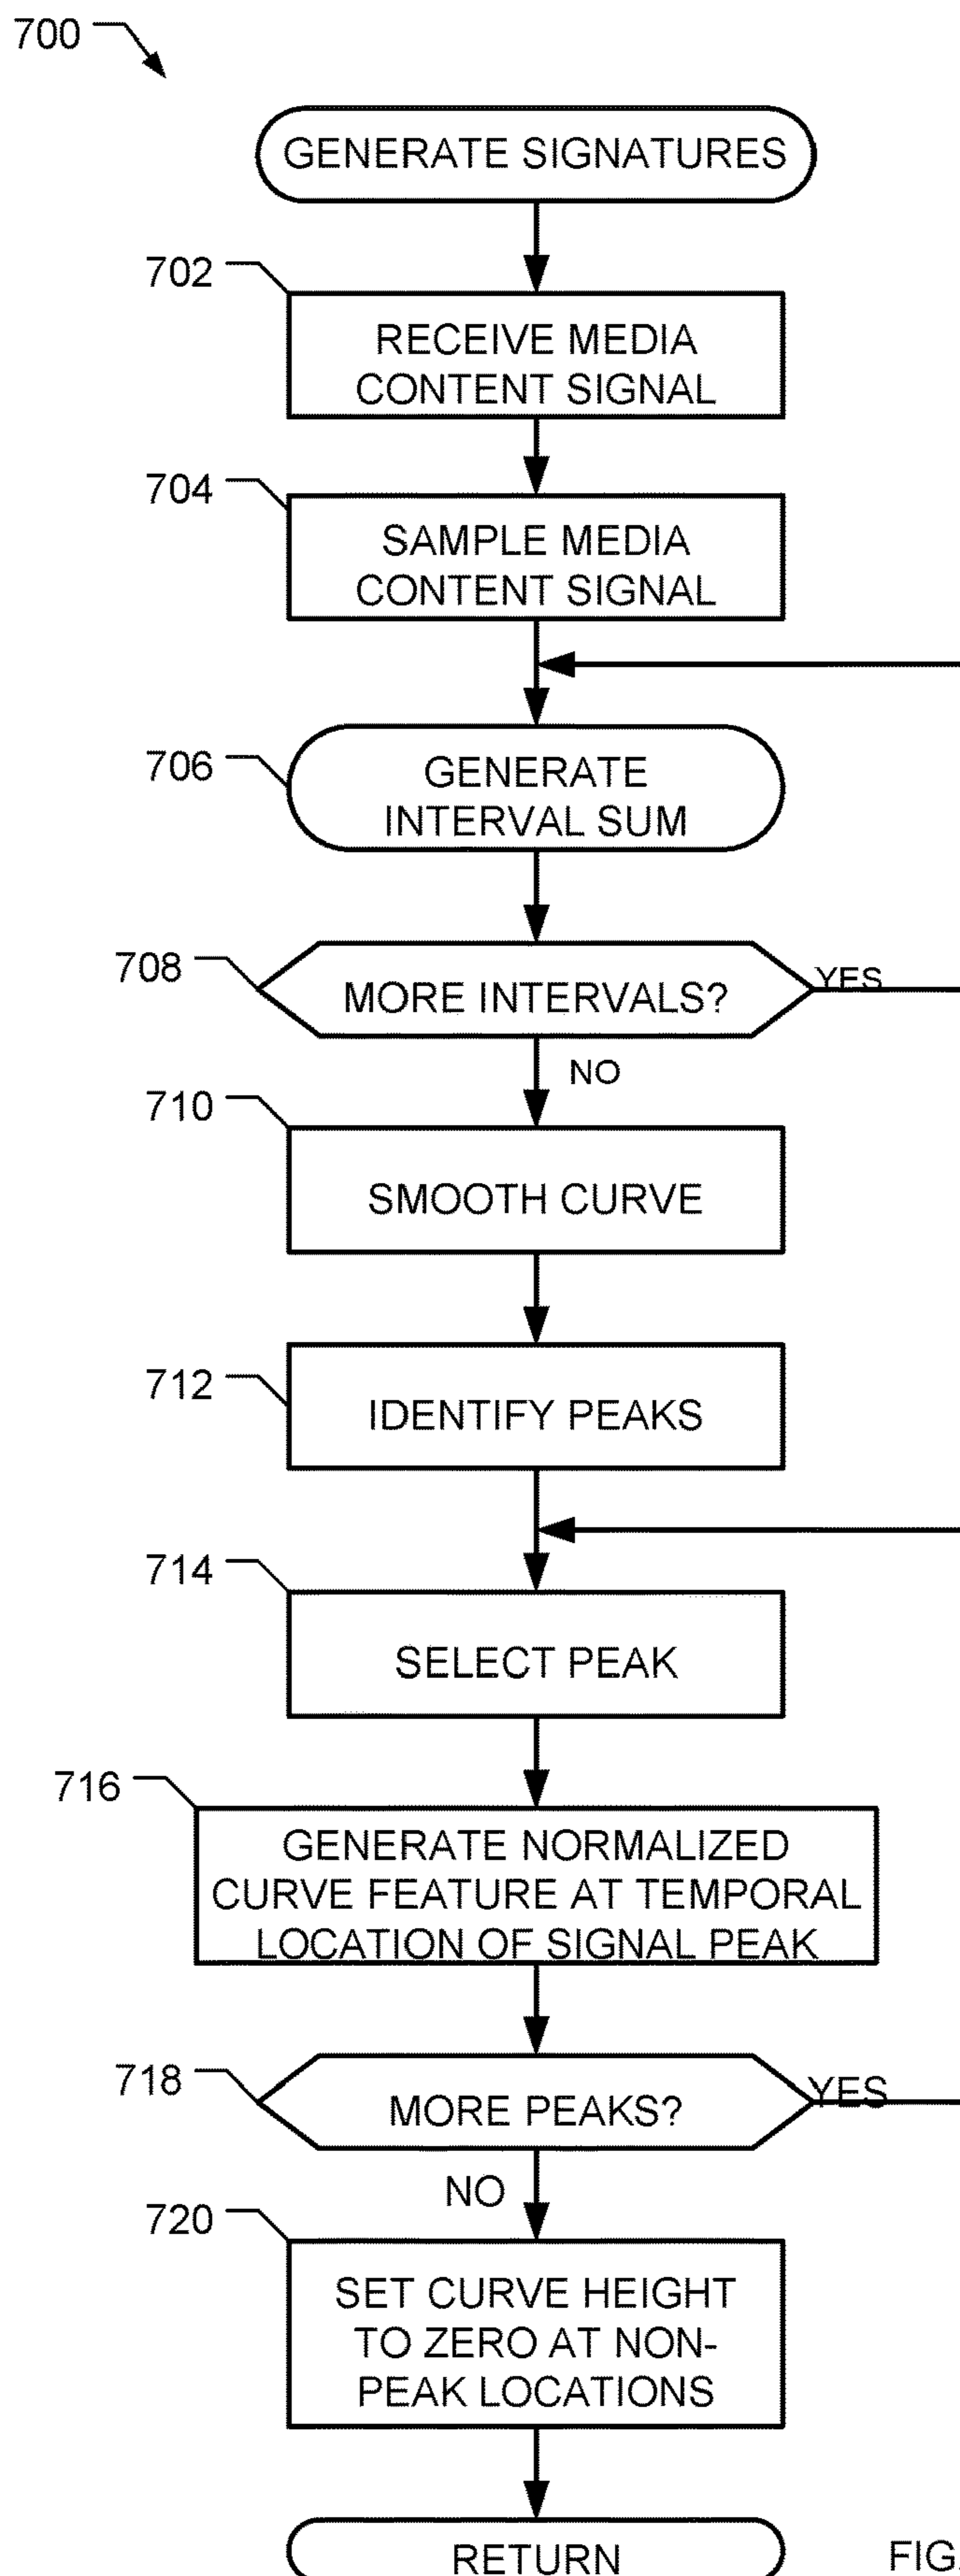 700
GENERATE SIGNATURES
702
RECEIVE MEDIA
CONTENT SIGNAL
704
SAMPLE MEDIA
CONTENT SIGNAL
706
GENERATE
INTERVAL SUM
708
MORE INTERVALS?
YES
NO
710
SMOOTH CURVE
712
IDENTIFY PEAKS
714
SELECT PEAK
716
GENERATE NORMALIZED
CURVE FEATURE AT TEMPORAL
LOCATION OF SIGNAL PEAK
718
MORE PEAKS?
YES
NO
720
SET CURVE HEIGHT
TO ZERO AT NON-
PEAK LOCATIONS
RETURN
FIG.